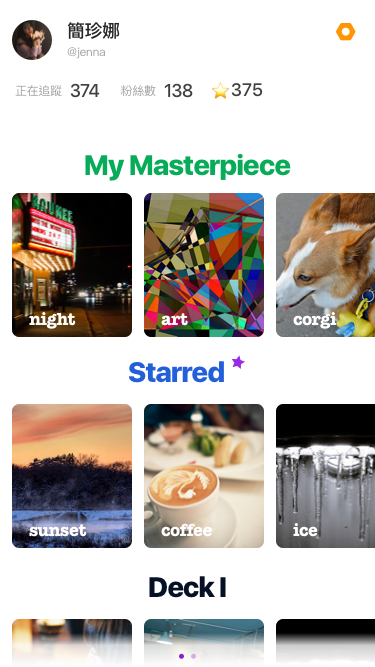 簡珍娜
@jenna
正在追蹤 374 粉絲數 138 ⭐375
My Masterpiece
night art corgi
Starred
sunset coffee ice
Deck I